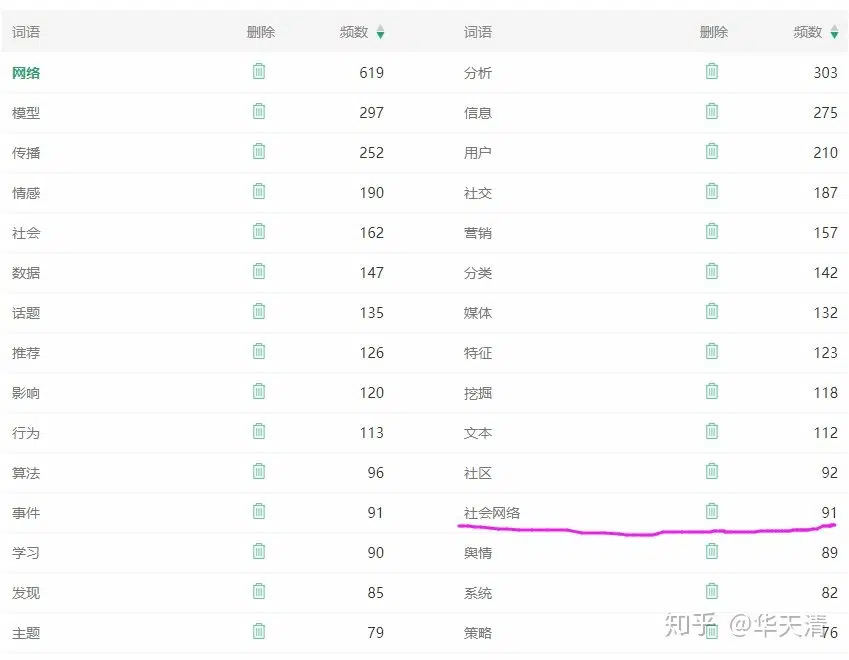 词语 删除 频数 词语 删除 频数
网络 619 分析 303
模型 297 信息 275
传播 252 用户 210
情感 190 社交 187
社会 162 营销 157
数据 147 分类 142
话题 135 媒体 132
推荐 126 特征 123
影响 120 挖掘 118
行为 113 文本 112
算法 96 社区 92
事件 91 社会网络 91
学习 90 舆情 89
发现 85 系统 82
主题 79 策略 76
知乎 @华天清